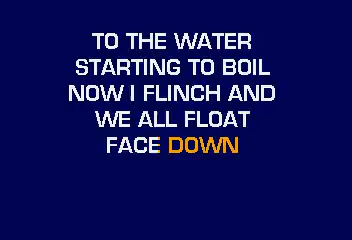 TO THE WATER
STARTING TO BOIL
NOW I FLINCH AND
WE ALL FLOAT
FACE DOWN